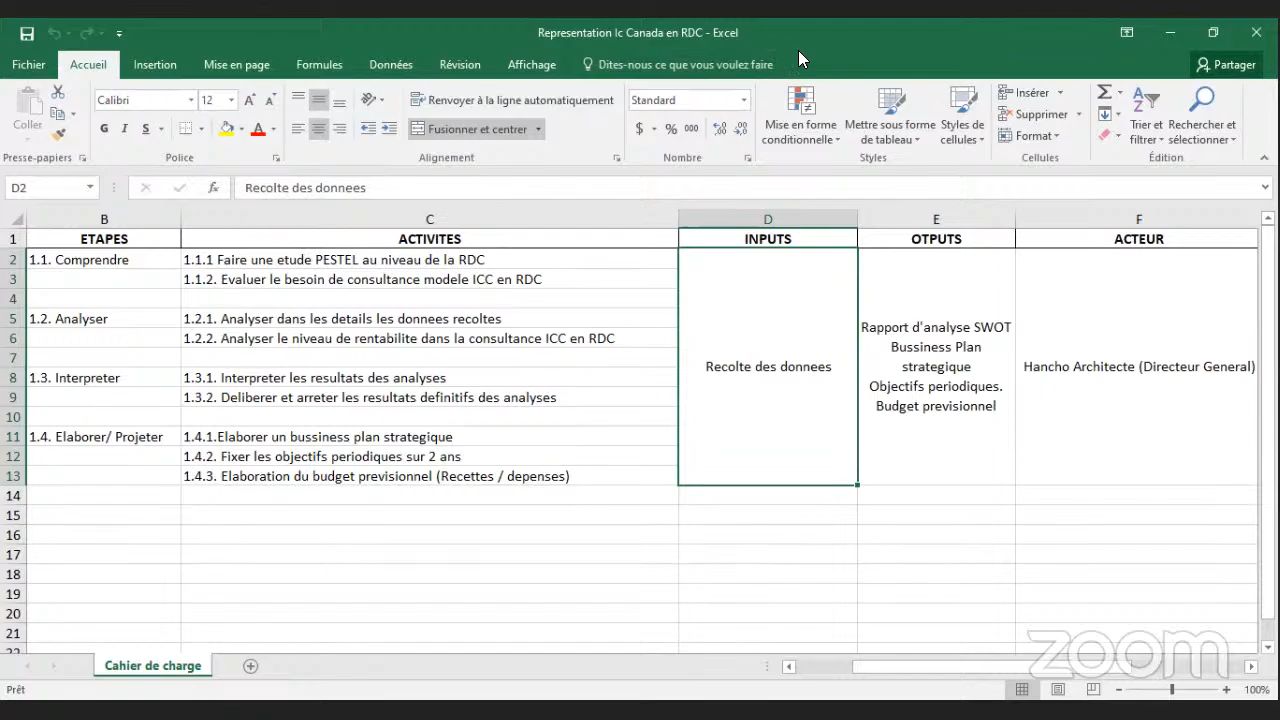 Representation Ic Canada en RDC - Excel
Fichier Accueil Insertion Mise en page Formules Données Révision Affichage Dites-nous ce que vous voulez faire Partager
Coller
Calibri 12 A A
Renvoyer à la ligne automatiquement
Standard
G I S A
Fusionner et centrer
$ % 000
Mise en forme conditionnelle
Mettre sous forme de tableau
Styles de cellules
Insérer
Supprimer
Format
Trier et filtrer
Rechercher et sélectionner
Presse-papiers Police Alignement Nombre Styles Cellules Édition
D2 fx Recolte des donnees
B C D E F
1 ETAPES ACTIVITES INPUTS OTPUTS ACTEUR
2 1.1. Comprendre 1.1.1 Faire une etude PESTEL au niveau de la RDC
3 1.1.2. Evaluer le besoin de consultance modele ICC en RDC
4
5 1.2. Analyser 1.2.1. Analyser dans les details les donnees recoltes
6 1.2.2. Analyser le niveau de rentabilite dans la consultance ICC en RDC
7
8 1.3. Interpreter 1.3.1. Interpreter les resultats des analyses
9 1.3.2. Deliberer et arreter les resultats definitifs des analyses
10
11 1.4. Elaborer/ Projeter 1.4.1.Elaborer un bussiness plan strategique
12 1.4.2. Fixer les objectifs periodiques sur 2 ans
13 1.4.3. Elaboration du budget previsionnel (Recettes / depenses)
Recolte des donnees
Rapport d'analyse SWOT
Bussiness Plan
strategique
Objectifs periodiques.
Budget previsionnel
Hancho Architecte (Directeur General)
14
15
16
17
18
19
20
21
22
zoom
Cahier de charge
Prêt
100%